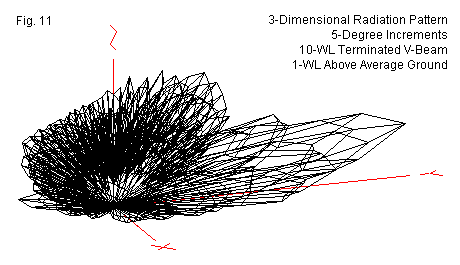 Fig. 11
3-Dimensional Radiation Pattern
5-Degree Increments
10-WL Terminated V-Beam
1-WL Above Average Ground
Z
X
Y